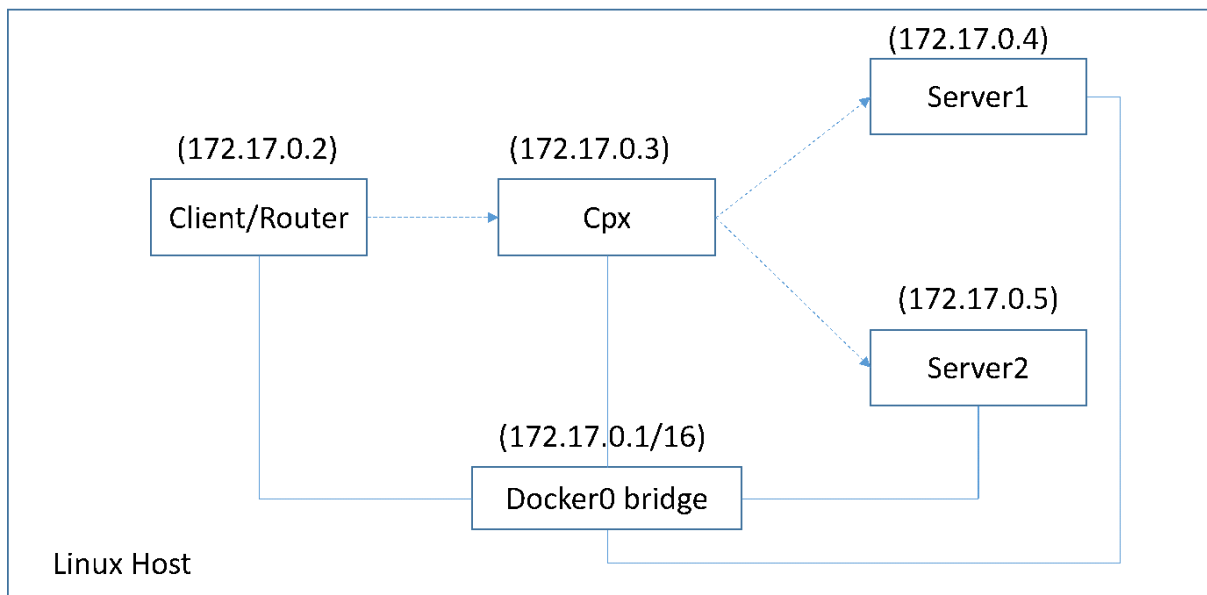 (172.17.0.4)
Server1
(172.17.0.2)
(172.17.0.3)
Client/Router
Cpx
(172.17.0.5)
Server2
(172.17.0.1/16)
Docker0 bridge
Linux Host